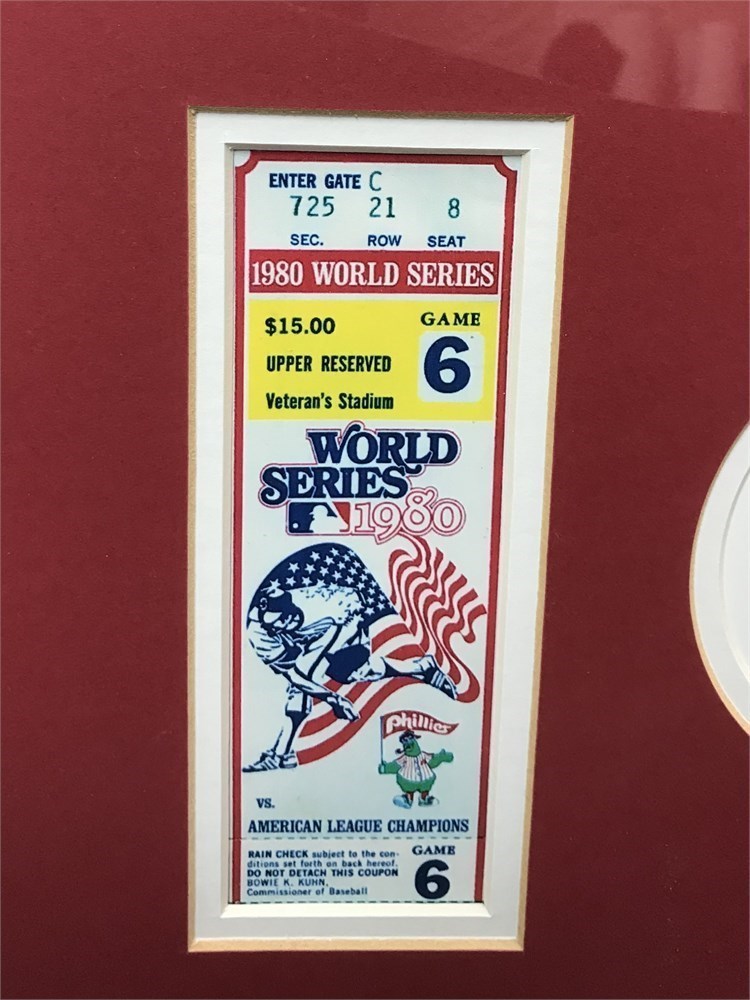 ENTER GATE C
725 21 8
SEC. ROW SEAT
1980 WORLD SERIES
$15.00
UPPER RESERVED
Veteran's Stadium
GAME
6
WORLD
SERIES
1980
Phillies
VS.
AMERICAN LEAGUE CHAMPIONS
RAIN CHECK subject to the con-
ditions set forth on back hereof.
DO NOT DETACH THIS COUPON
BOWIE K. KUHN,
Commissioner of Baseball
GAME
6